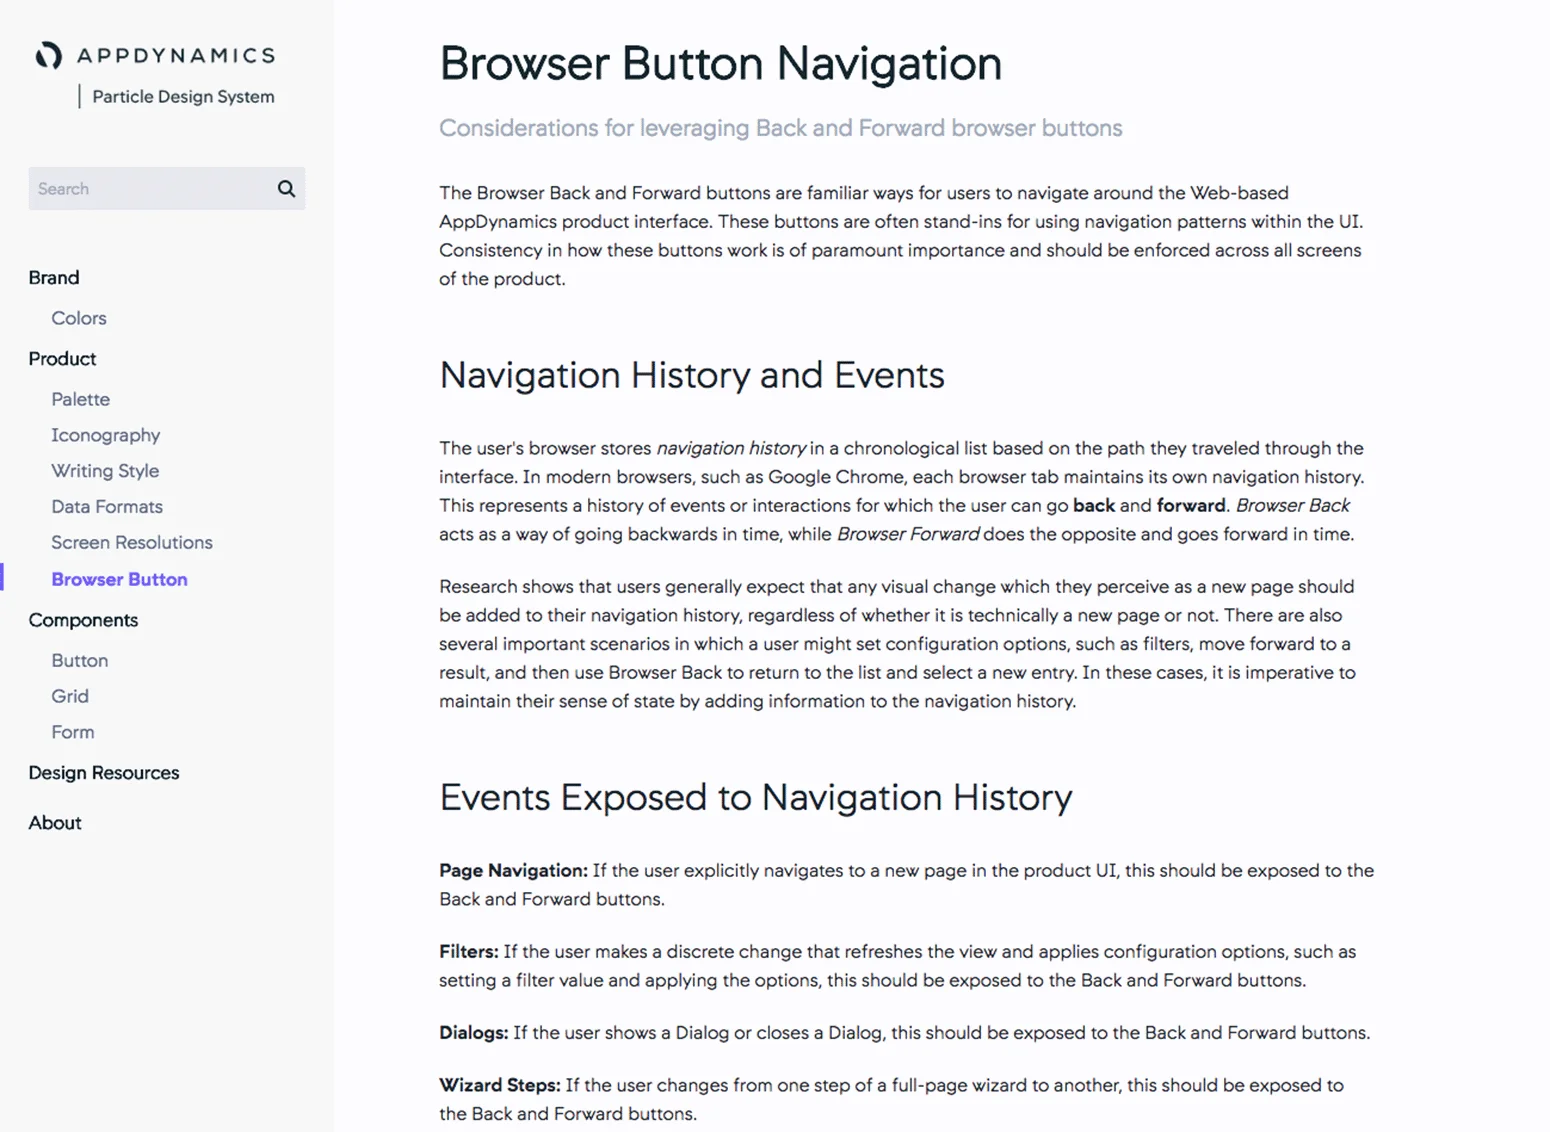 APPDYNAMICS
Particle Design System
Search
Brand
Colors
Product
Palette
Iconography
Writing Style
Data Formats
Screen Resolutions
Browser Button
Components
Button
Grid
Form
Design Resources
About
Browser Button Navigation
Considerations for leveraging Back and Forward browser buttons
The Browser Back and Forward buttons are familiar ways for users to navigate around the Web-based
AppDynamics product interface. These buttons are often stand-ins for using navigation patterns within the UI.
Consistency in how these buttons work is of paramount importance and should be enforced across all screens
of the product.
Navigation History and Events
The user's browser stores navigation history in a chronological list based on the path they traveled through the
interface. In modern browsers, such as Google Chrome, each browser tab maintains its own navigation history.
This represents a history of events or interactions for which the user can go back and forward. Browser Back
acts as a way of going backwards in time, while Browser Forward does the opposite and goes forward in time.
Research shows that users generally expect that any visual change which they perceive as a new page should
be added to their navigation history, regardless of whether it is technically a new page or not. There are also
several important scenarios in which a user might set configuration options, such as filters, move forward to a
result, and then use Browser Back to return to the list and select a new entry. In these cases, it is imperative to
maintain their sense of state by adding information to the navigation history.
Events Exposed to Navigation History
Page Navigation: If the user explicitly navigates to a new page in the product UI, this should be exposed to the
Back and Forward buttons.
Filters: If the user makes a discrete change that refreshes the view and applies configuration options, such as
setting a filter value and applying the options, this should be exposed to the Back and Forward buttons.
Dialogs: If the user shows a Dialog or closes a Dialog, this should be exposed to the Back and Forward buttons.
Wizard Steps: If the user changes from one step of a full-page wizard to another, this should be exposed to
the Back and Forward buttons.